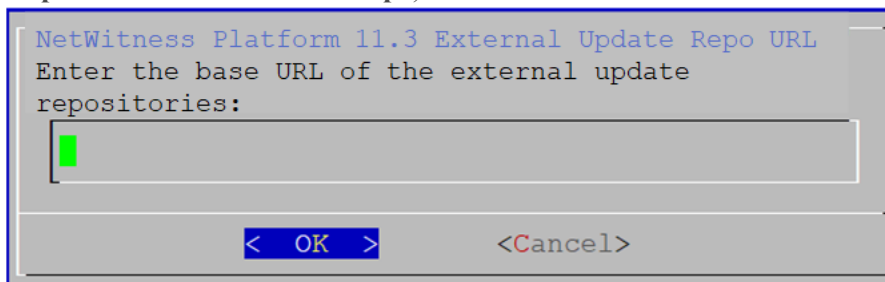 NetWitness Platform 11.3 External Update Repo URL
Enter the base URL of the external update
repositories:
< OK > <Cancel>